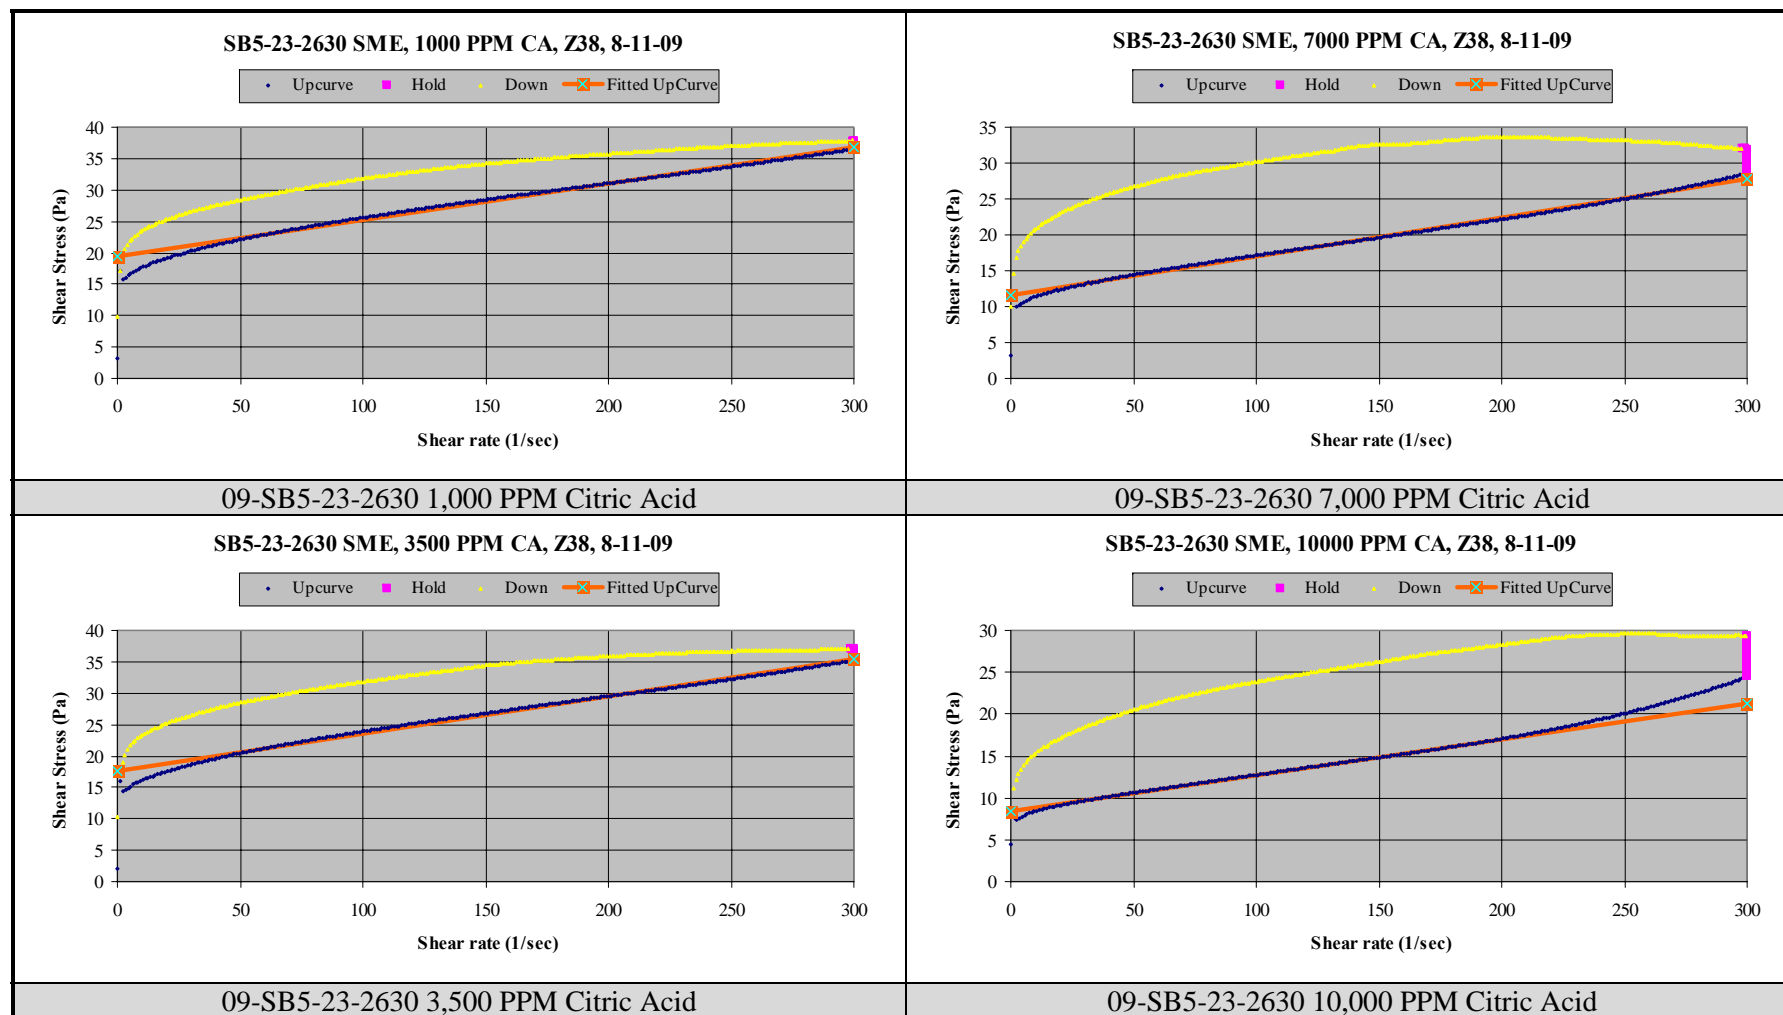 SB5-23-2630 SME, 1000 PPM CA, Z38, 8-11-09
Upcurve Hold Down Fitted UpCurve
40
35
30
25
20
15
10
5
0
Shear Stress (Pa)
0 50 100 150 200 250 300
Shear rate (1/sec)
09-SB5-23-2630 1,000 PPM Citric Acid
SB5-23-2630 SME, 7000 PPM CA, Z38, 8-11-09
Upcurve Hold Down Fitted UpCurve
35
30
25
20
15
10
5
0
Shear Stress (Pa)
0 50 100 150 200 250 300
Shear rate (1/sec)
09-SB5-23-2630 7,000 PPM Citric Acid
SB5-23-2630 SME, 3500 PPM CA, Z38, 8-11-09
Upcurve Hold Down Fitted UpCurve
40
35
30
25
20
15
10
5
0
Shear Stress (Pa)
0 50 100 150 200 250 300
Shear rate (1/sec)
09-SB5-23-2630 3,500 PPM Citric Acid
SB5-23-2630 SME, 10000 PPM CA, Z38, 8-11-09
Upcurve Hold Down Fitted UpCurve
30
25
20
15
10
5
0
Shear Stress (Pa)
0 50 100 150 200 250 300
Shear rate (1/sec)
09-SB5-23-2630 10,000 PPM Citric Acid